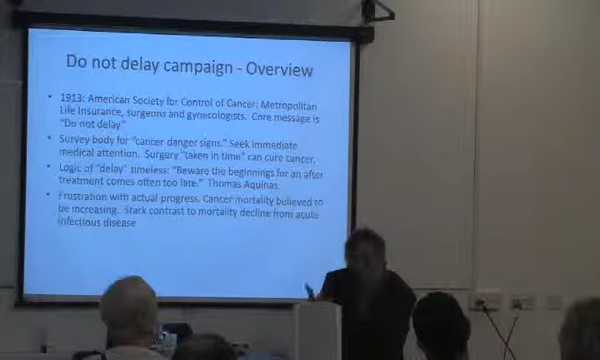 Do not delay campaign - Overview
• 1913: American Society for Control of Cancer: Metropolitan
Life Insurance, surgeons and gynecologists. Core message is
"Do not delay"
• Survey body for "cancer danger signs." Seek immediate
medical attention. Surgery "taken in time" can cure cancer.
• Logic of "delay" timeless: "Beware the beginnings for an after
treatment comes often too late." Thomas Aquinas.
• Frustration with actual progress. Cancer mortality believed to
be increasing. Stark contrast to mortality decline from acute
infectious disease